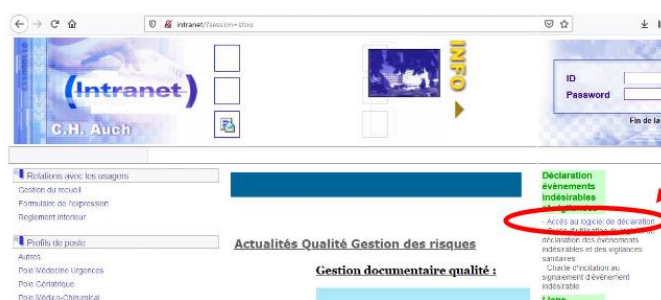 intranet/?session=stop
(Intranet)
C.H. Auch
INFO
ID
Password
Fin de la
Relations avec les usagers
Gestion du recueil
Formulaire de l'expression
Reglement interieur
Profils de poste
Autres
Pole Médecine Urgences
Pole Gériatrique
Pole Médico-Chirurgical
Actualités Qualité Gestion des risques
Gestion documentaire qualité :
Déclaration
évènements
indésirables
- Accès au logiciel de déclaration
déclaration des évènements
indésirables et des vigilances
sanitaires
Charte d'incitation au
signalement d'évènement
indésirable
Liens